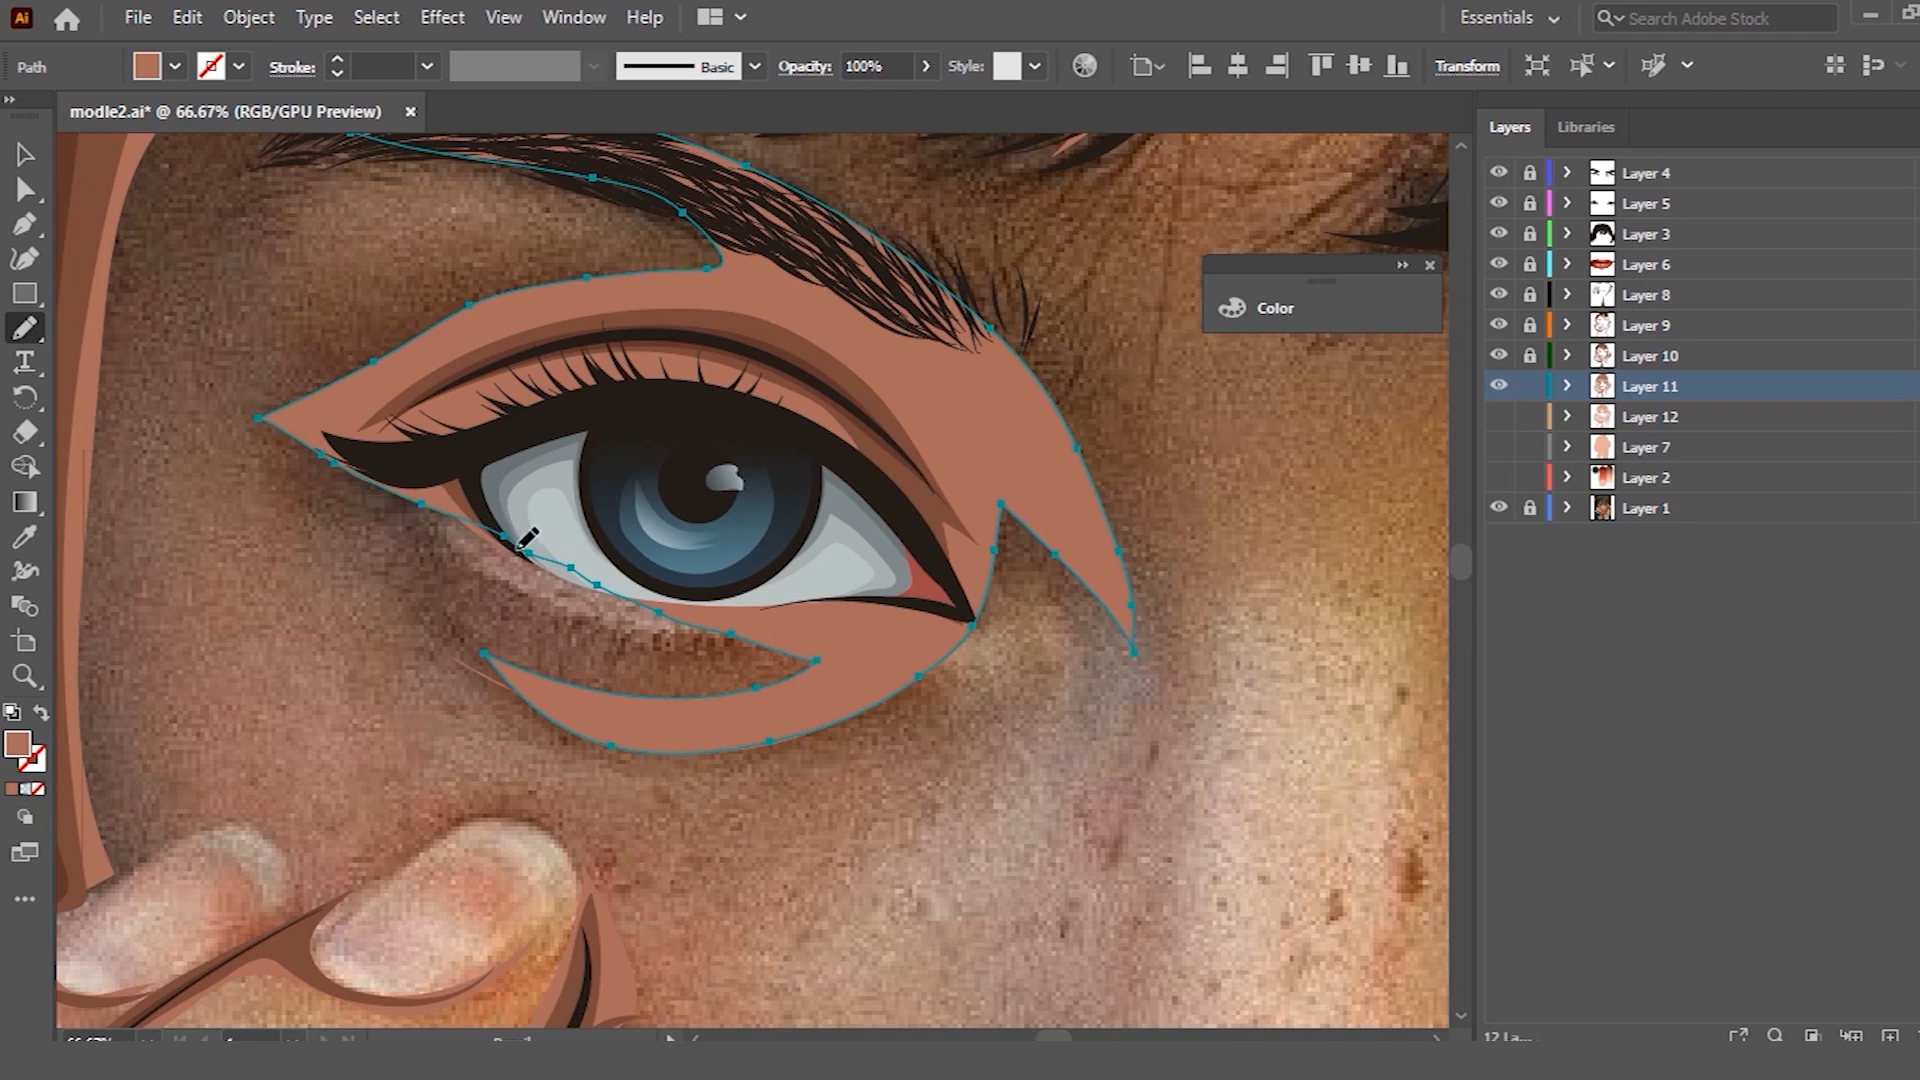 Ai File Edit Object Type Select Effect View Window Help Essentials Search Adobe Stock
Path Stroke: Basic Opacity: 100% Style: Transform
modle2.ai* @ 66.67% (RGB/GPU Preview)
Layers Libraries
Layer 4
Layer 5
Layer 3
Layer 6
Layer 8
Layer 9
Layer 10
Layer 11
Layer 12
Layer 7
Layer 2
Layer 1
Color